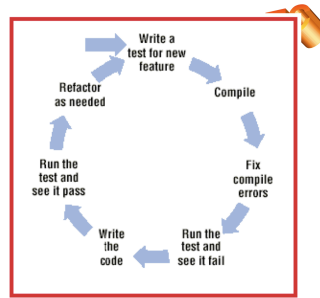 Write a
test for new
feature
Compile
Fix
compile
errors
Run the
test and
see it fail
Write
the
code
Run the
test and
see it pass
Refactor
as needed